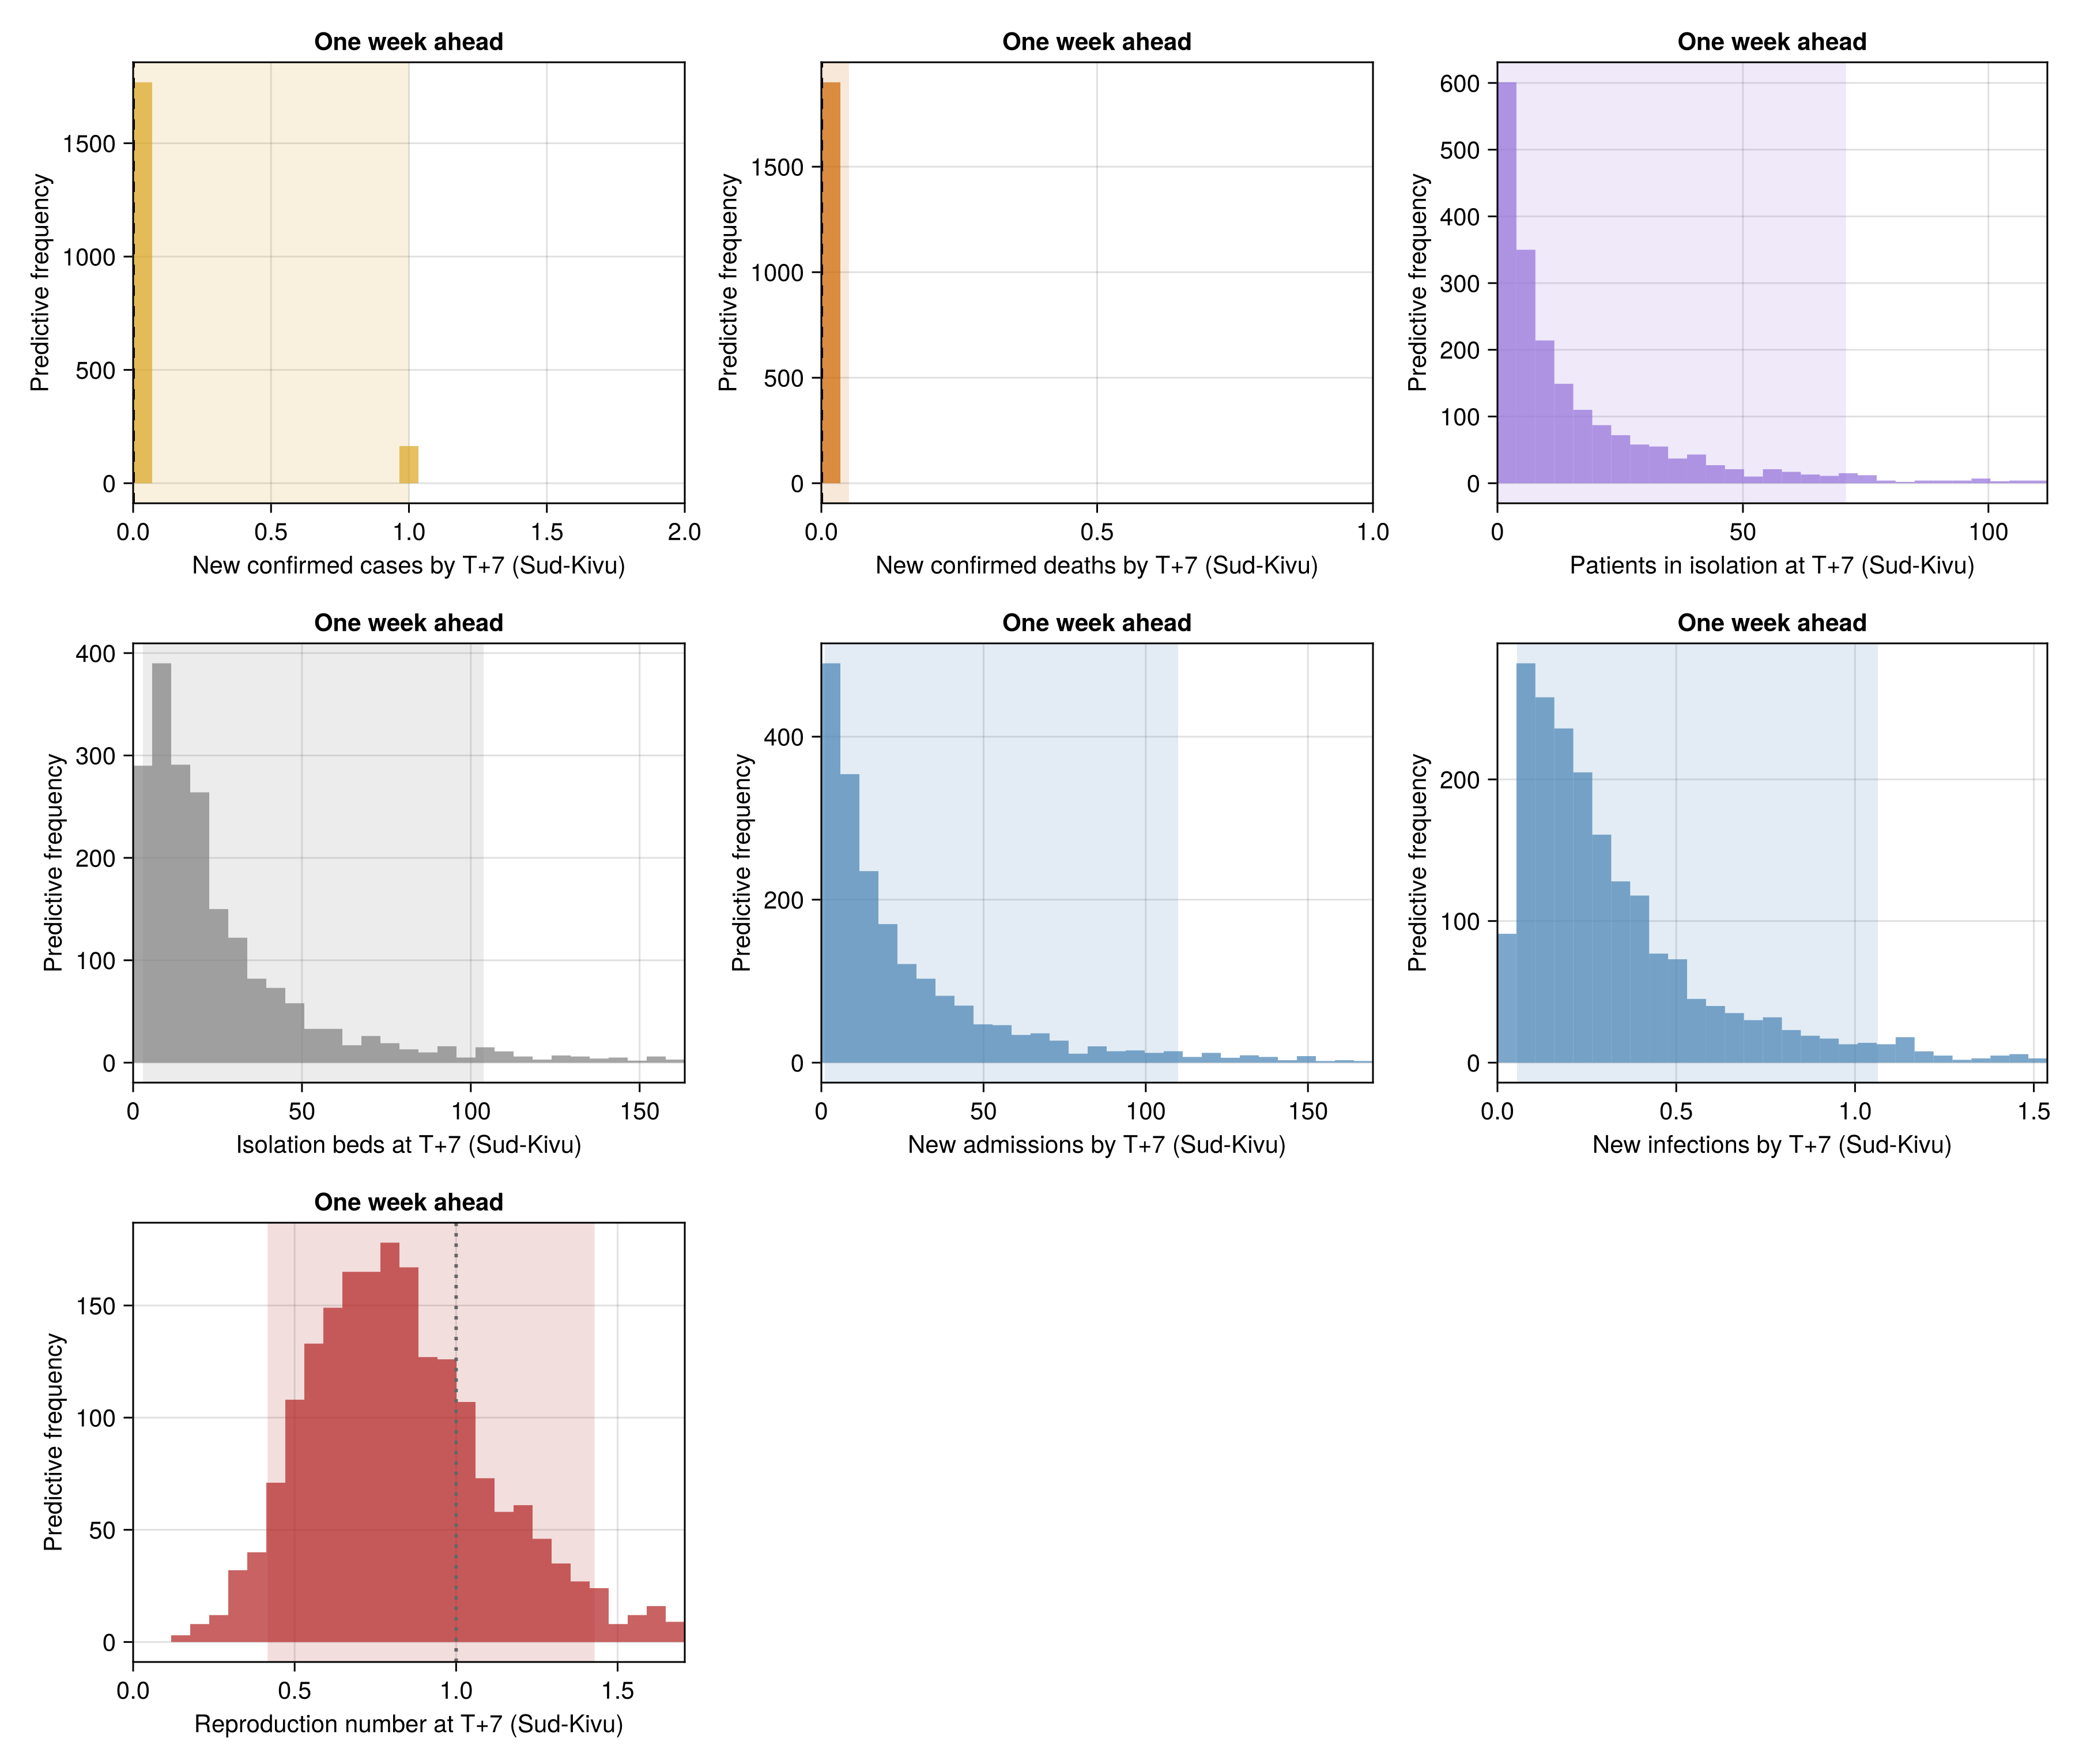 One week ahead
One week ahead
One week ahead
Predictive frequency
1500
1000
500
0
0.0 0.5 1.0 1.5 2.0
New confirmed cases by T+7 (Sud-Kivu)
Predictive frequency
1500
1000
500
0
0.0 0.5 1.0
New confirmed deaths by T+7 (Sud-Kivu)
Predictive frequency
600
500
400
300
200
100
0
0 50 100
Patients in isolation at T+7 (Sud-Kivu)
One week ahead
One week ahead
One week ahead
Predictive frequency
400
300
200
100
0
0 50 100 150
Isolation beds at T+7 (Sud-Kivu)
Predictive frequency
400
200
0
0 50 100 150
New admissions by T+7 (Sud-Kivu)
Predictive frequency
200
100
0
0.0 0.5 1.0 1.5
New infections by T+7 (Sud-Kivu)
One week ahead
Predictive frequency
150
100
50
0
0.0 0.5 1.0 1.5
Reproduction number at T+7 (Sud-Kivu)